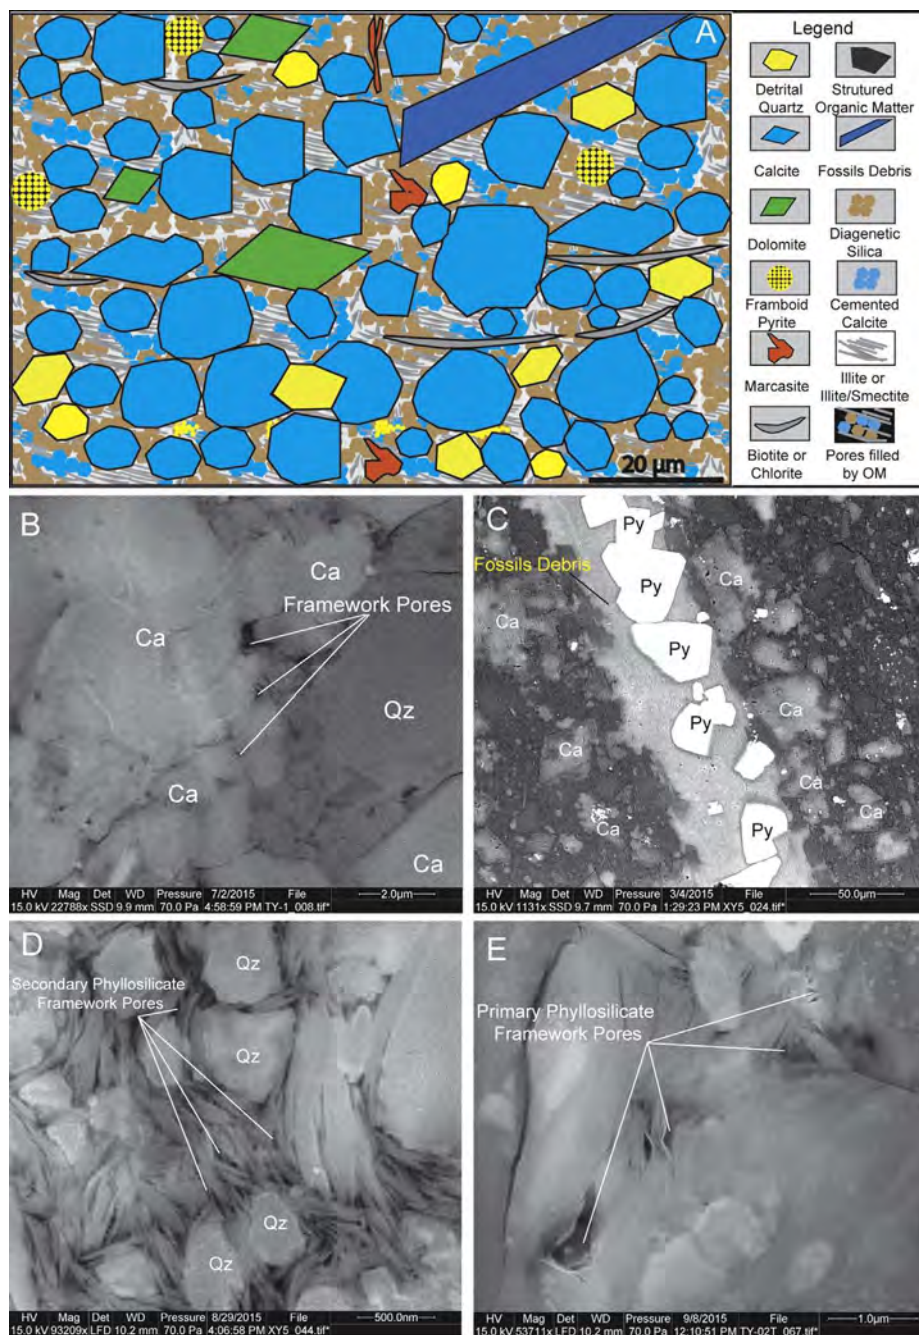 A
20 µm
Legend
Detrital
Quartz
Strutured
Organic Matter
Calcite
Fossils Debris
Dolomite
Diagenetic
Silica
Framboid
Pyrite
Cemented
Calcite
Marcasite
Illite or
Illite/Smectite
Biotite or
Chlorite
Pores filled
by OM
B
Ca
Framework Pores
Ca
Qz
Ca
Ca
HV Mag Det WD Pressure 7/2/2015 File 2.0µm
15.0 kV 22788x SSD 9.9 mm 70.0 Pa 4:58:59 PM TY-1_008.tif*
C
Py
Fossils Debris
Py
Ca
Ca
Py
Py
Ca
Ca
Ca
Ca
Ca
Py
HV Mag Det WD Pressure 3/4/2015 File 50.0µm
15.0 kV 1131x SSD 9.7 mm 70.0 Pa 1:29:23 PM XY5_024.tif*
D
Qz
Secondary Phyllosilicate
Framework Pores
Qz
Qz
Qz
HV Mag Det WD Pressure 8/29/2015 File 500.0nm
15.0 kV 93209x LFD 10.2 mm 70.0 Pa 4:06:58 PM XY5_044.tif*
E
Primary Phyllosilicate
Framework Pores
HV Mag Det WD Pressure 9/8/2015 File 1.0µm
15.0 kV 53711x LFD 10.2 mm 70.0 Pa 12:10:51 PM TY-02T_067.tif*